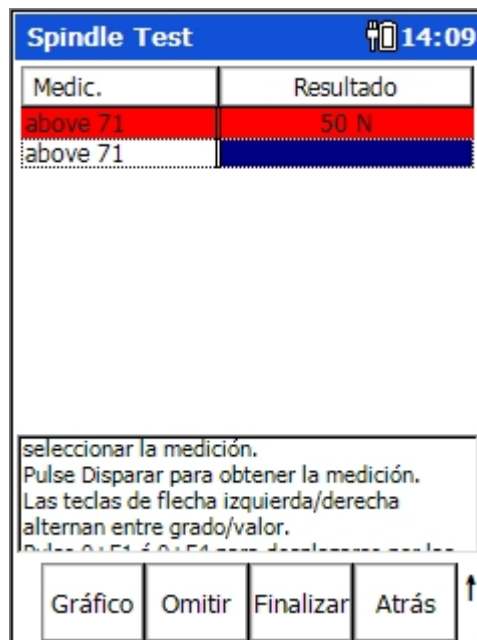 Spindle Test 14:09
Medic. Resultado
above 71 50 N
above 71
seleccionar la medición.
Pulse Disparar para obtener la medición.
Las teclas de flecha izquierda/derecha
alternan entre grado/valor.
Gráfico Omitir Finalizar Atrás